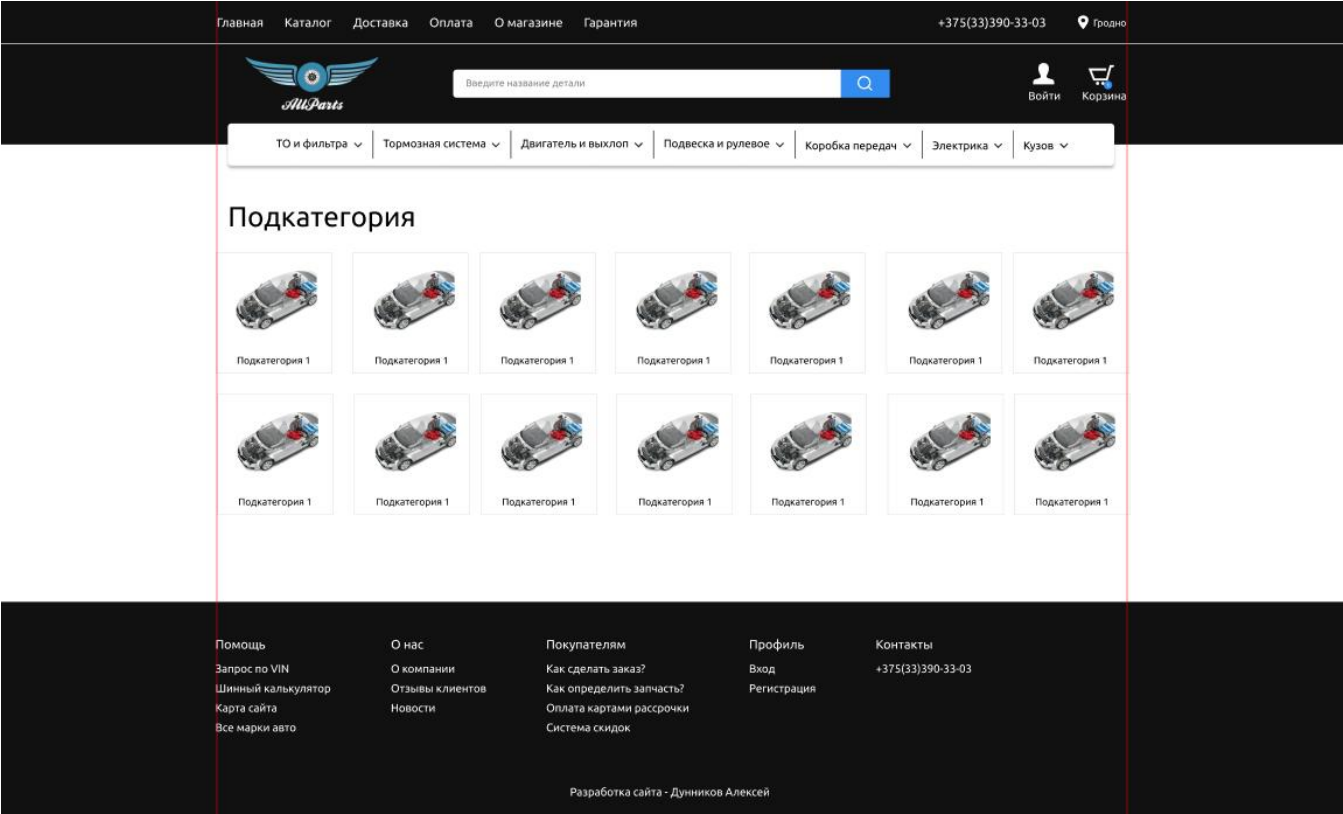 Главная Каталог Доставка Оплата О магазине Гарантия +375(33)390-33-03 Гродно
AllParts
Введите название детали
Войти Корзина
ТО и фильтра Тормозная система Двигатель и выхлоп Подвеска и рулевое Коробка передач Электрика Кузов
Подкатегория
Подкатегория 1 Подкатегория 1 Подкатегория 1 Подкатегория 1 Подкатегория 1 Подкатегория 1 Подкатегория 1
Подкатегория 1 Подкатегория 1 Подкатегория 1 Подкатегория 1 Подкатегория 1 Подкатегория 1 Подкатегория 1
Помощь О нас Покупателям Профиль Контакты
Запрос по VIN О компании Как сделать заказ? Вход +375(33)390-33-03
Шинный калькулятор Отзывы клиентов Как определить запчасть? Регистрация
Карта сайта Новости Оплата картами рассрочки
Все марки авто Система скидок
Разработка сайта - Дунников Алексей